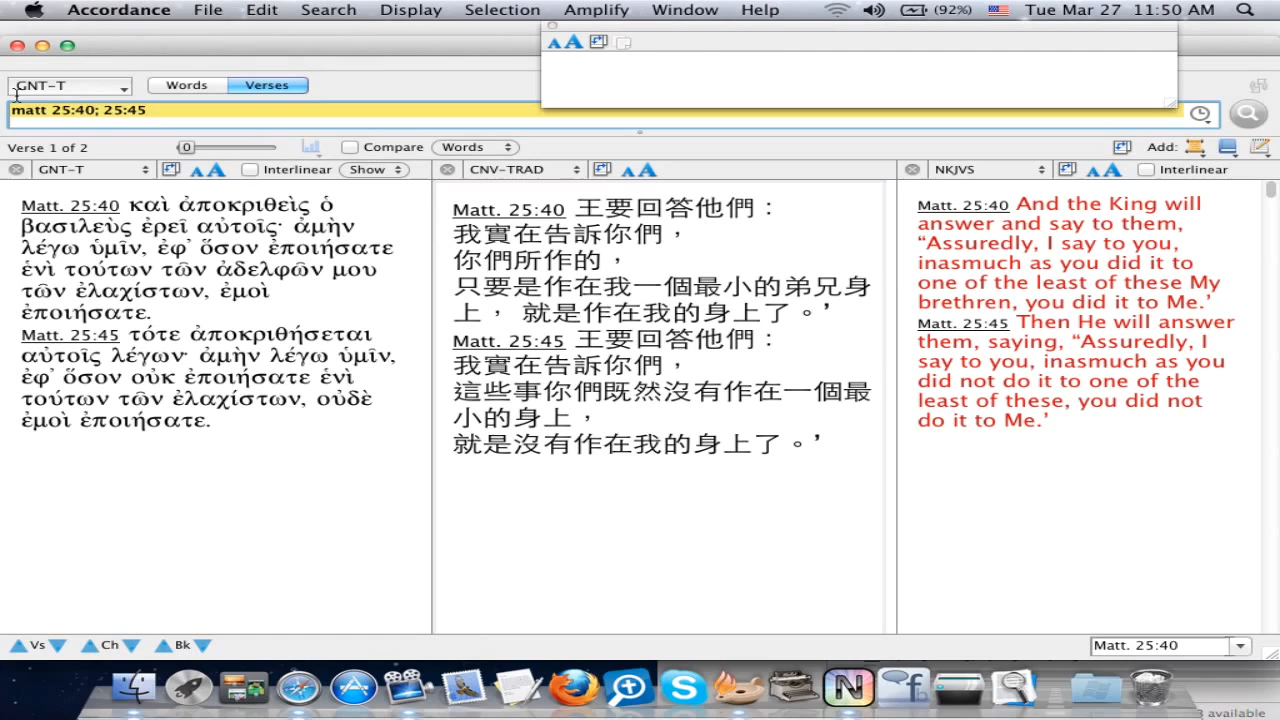 Accordance File Edit Search Display Selection Amplify Window Help (92%) Tue Mar 27 11:50 AM
GNT-T Words Verses
matt 25:40; 25:45
Verse 1 of 2 0 Compare Words Add:
GNT-T Interlinear Show
Matt. 25:40 καὶ ἀποκριθεὶς ὁ
βασιλεὺς ἐρεῖ αὐτοῖς· ἀμὴν
λέγω ὑμῖν, ἐφ’ ὅσον ἐποιήσατε
ἑνὶ τούτων τῶν ἀδελφῶν μου
τῶν ἐλαχίστων, ἐμοὶ
ἐποιήσατε.
Matt. 25:45 τότε ἀποκριθήσεται
αὐτοῖς λέγων· ἀμὴν λέγω ὑμῖν,
ἐφ’ ὅσον οὐκ ἐποιήσατε ἑνὶ
τούτων τῶν ἐλαχίστων, οὐδὲ
ἐμοὶ ἐποιήσατε.
CNV-TRAD
Matt. 25:40 王要回答他們：
我實在告訴你們，
你們所作的，
只要是作在我一個最小的弟兄身
上， 就是作在我的身上了。’
Matt. 25:45 王要回答他們：
我實在告訴你們，
這些事你們既然沒有作在一個最
小的身上，
就是沒有作在我的身上了。’
NKJVS Interlinear
Matt. 25:40 And the King will
answer and say to them,
“Assuredly, I say to you,
inasmuch as you did it to
one of the least of these My
brethren, you did it to Me.’
Matt. 25:45 Then He will answer
them, saying, “Assuredly, I
say to you, inasmuch as you
did not do it to one of the
least of these, you did not
do it to Me.’
Vs Ch Bk Matt. 25:40
available